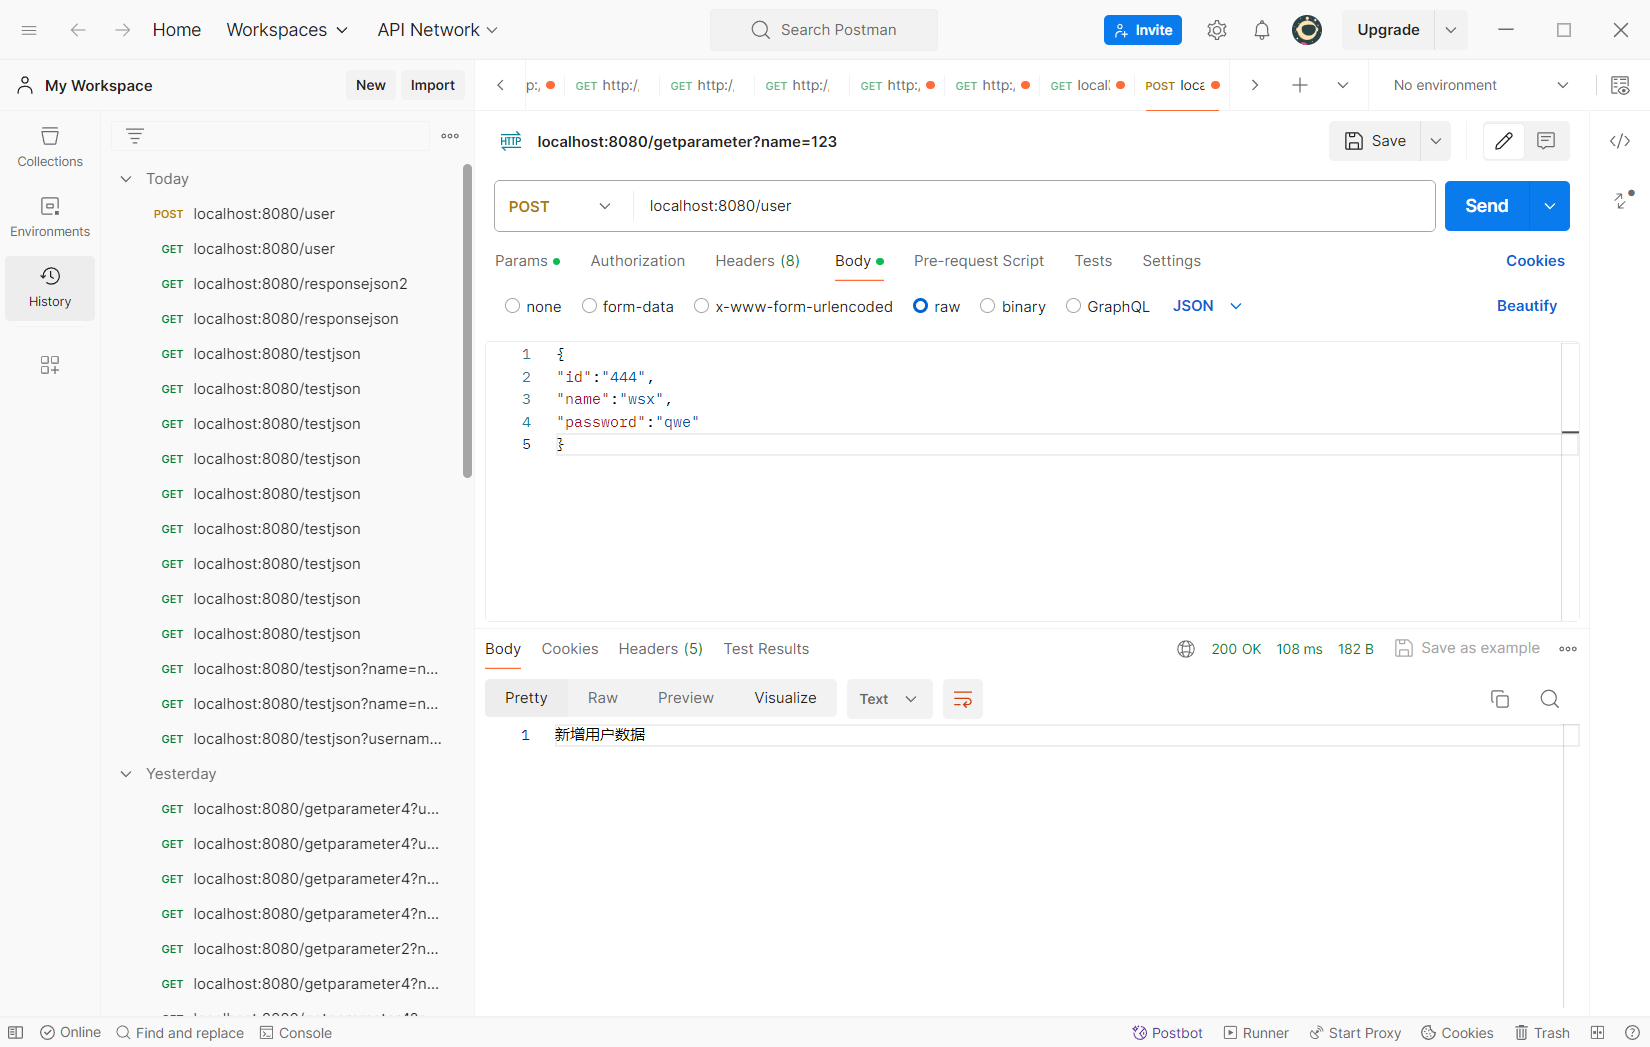 Home Workspaces API Network Search Postman Invite Upgrade
My Workspace New Import p:, GET http:/, GET http:/, GET http:/, GET http:, GET http:, GET local POST loca No environment
Collections
Environments
History
Today
POST localhost:8080/user
GET localhost:8080/user
GET localhost:8080/responsejson2
GET localhost:8080/responsejson
GET localhost:8080/testjson
GET localhost:8080/testjson
GET localhost:8080/testjson
GET localhost:8080/testjson
GET localhost:8080/testjson
GET localhost:8080/testjson
GET localhost:8080/testjson
GET localhost:8080/testjson
GET localhost:8080/testjson
GET localhost:8080/testjson?name=n...
GET localhost:8080/testjson?name=n...
GET localhost:8080/testjson?usernam...
Yesterday
GET localhost:8080/getparameter4?u...
GET localhost:8080/getparameter4?u...
GET localhost:8080/getparameter4?n...
GET localhost:8080/getparameter4?n...
GET localhost:8080/getparameter2?n...
GET localhost:8080/getparameter4?n...
HTTP localhost:8080/getparameter?name=123 Save
POST localhost:8080/user Send
Params Authorization Headers (8) Body Pre-request Script Tests Settings Cookies
none form-data x-www-form-urlencoded raw binary GraphQL JSON Beautify
1 {
2 "id":"444",
3 "name":"wsx",
4 "password":"qwe"
5 }
Body Cookies Headers (5) Test Results 200 OK 108 ms 182 B Save as example
Pretty Raw Preview Visualize Text
1 新增用户数据
Online Find and replace Console Postbot Runner Start Proxy Cookies Trash